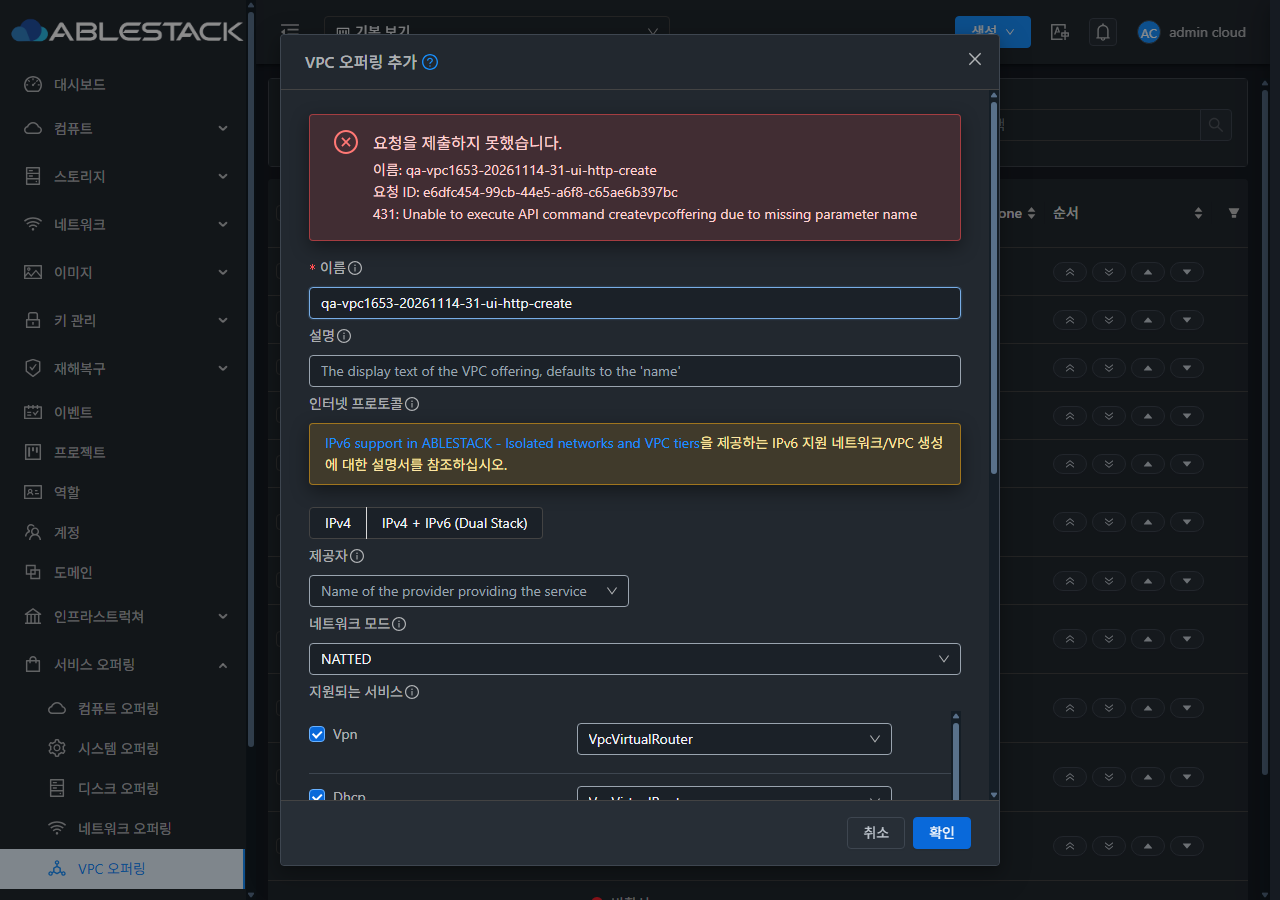 ABLESTACK
기본 보기
생성
AC
admin cloud
대시보드
컴퓨트
스토리지
네트워크
이미지
키 관리
재해복구
이벤트
프로젝트
역할
계정
도메인
인프라스트럭쳐
서비스 오퍼링
컴퓨트 오퍼링
시스템 오퍼링
디스크 오퍼링
네트워크 오퍼링
VPC 오퍼링
one
순서
VPC 오퍼링 추가
요청을 제출하지 못했습니다.
이름: qa-vpc1653-20261114-31-ui-http-create
요청 ID: e6dfc454-99cb-44e5-a6f8-c65ae6b397bc
431: Unable to execute API command createvpcoffering due to missing parameter name
* 이름
qa-vpc1653-20261114-31-ui-http-create
설명
The display text of the VPC offering, defaults to the 'name'
인터넷 프로토콜
IPv6 support in ABLESTACK - Isolated networks and VPC tiers을 제공하는 IPv6 지원 네트워크/VPC 생성
에 대한 설명서를 참조하십시오.
IPv4
IPv4 + IPv6 (Dual Stack)
제공자
Name of the provider providing the service
네트워크 모드
NATTED
지원되는 서비스
Vpn
VpcVirtualRouter
Dhcp
취소
확인